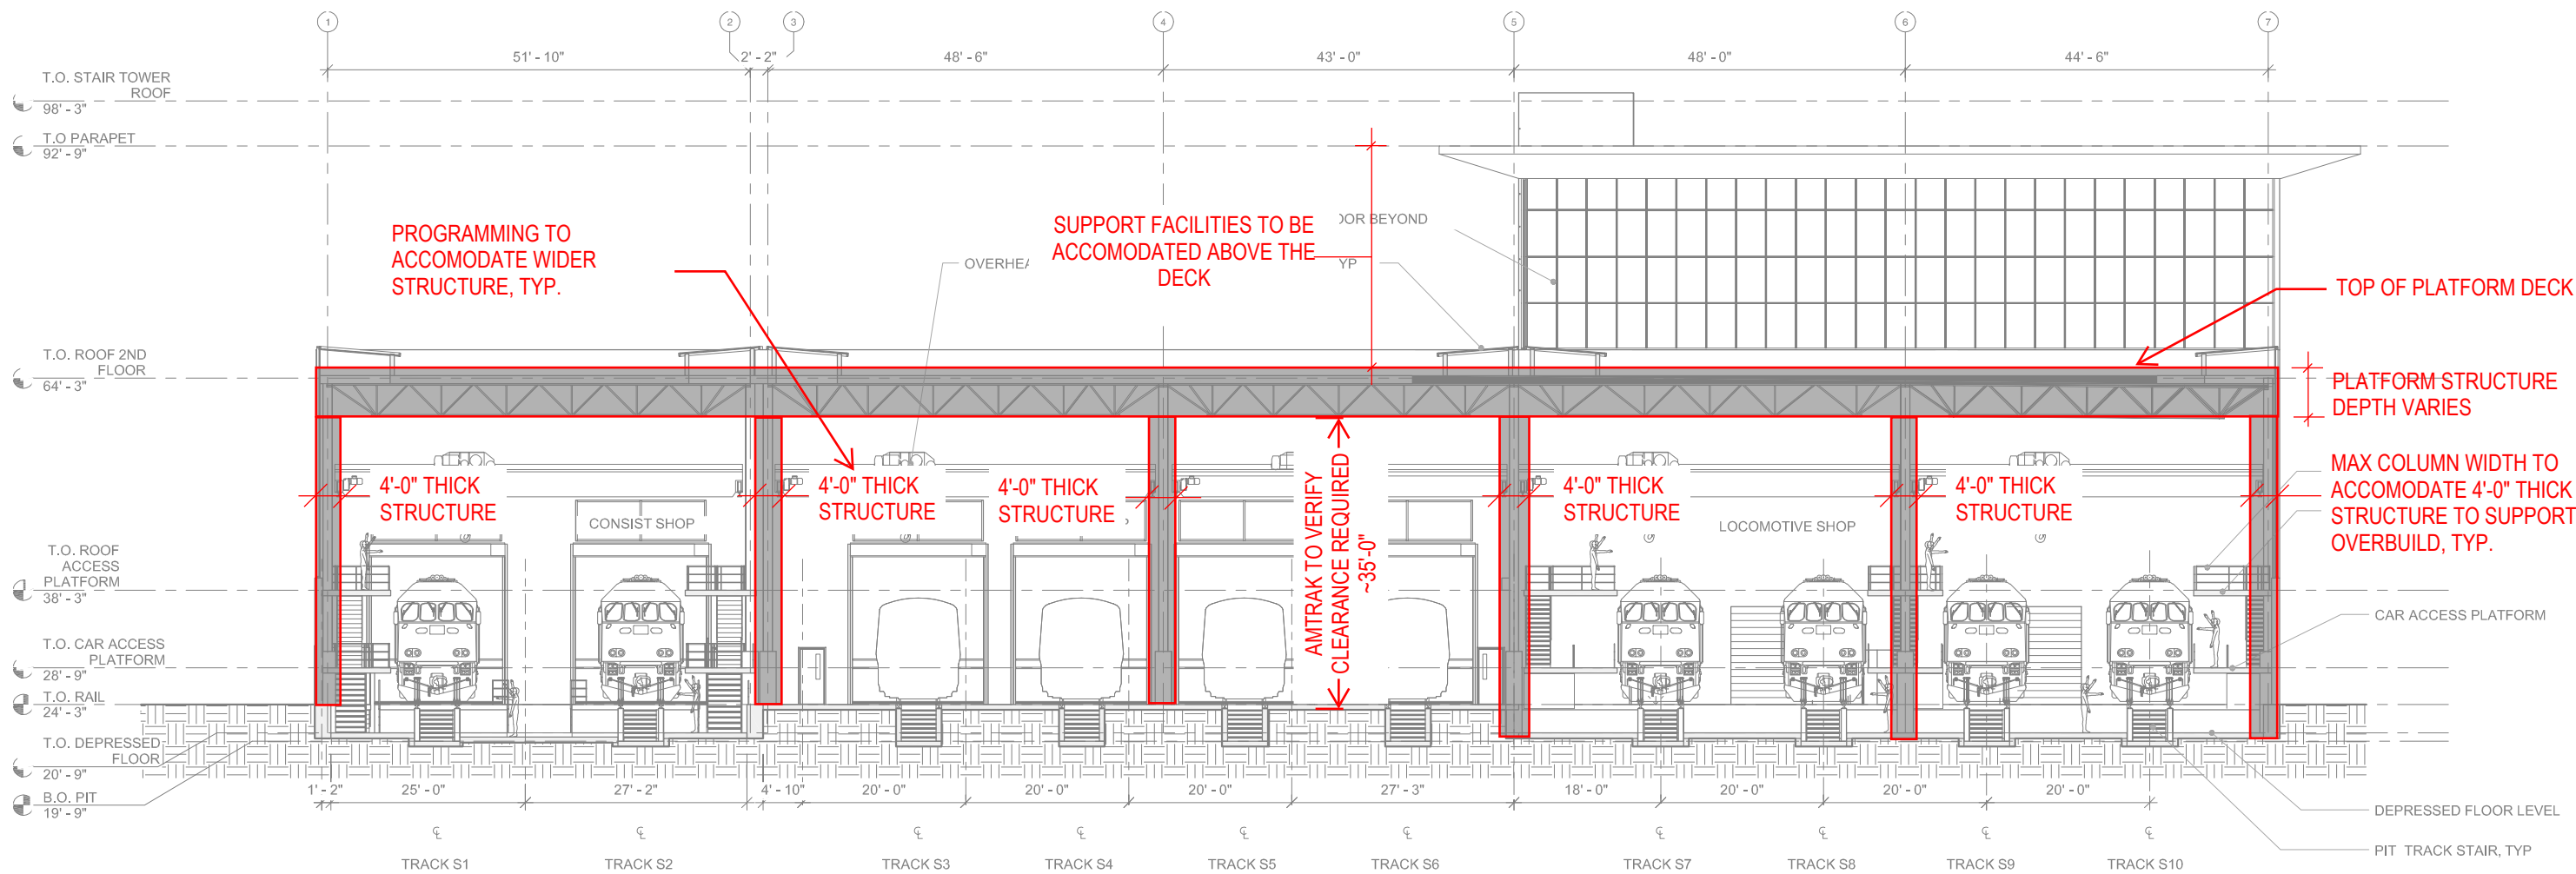 1
2
3
4
5
6
7
51' - 10"
2' - 2"
48' - 6"
43' - 0"
48' - 0"
44' - 6"
T.O. STAIR TOWER
ROOF
98' - 3"
T.O PARAPET
92' - 9"
PROGRAMMING TO
ACCOMODATE WIDER
STRUCTURE, TYP.
OVERHEA
SUPPORT FACILITIES TO BE
ACCOMODATED ABOVE THE
DECK
OOR BEYOND
YP
TOP OF PLATFORM DECK
T.O. ROOF 2ND
FLOOR
64' - 3"
PLATFORM STRUCTURE
DEPTH VARIES
4'-0" THICK
STRUCTURE
4'-0" THICK
STRUCTURE
4'-0" THICK
STRUCTURE
4'-0" THICK
STRUCTURE
4'-0" THICK
STRUCTURE
AMTRAK TO VERIFY
CLEARANCE REQUIRED
~35'-0"
MAX COLUMN WIDTH TO
ACCOMODATE 4'-0" THICK
STRUCTURE TO SUPPORT
OVERBUILD, TYP.
CONSIST SHOP
LOCOMOTIVE SHOP
T.O. ROOF
ACCESS
PLATFORM
38' - 3"
CAR ACCESS PLATFORM
T.O. CAR ACCESS
PLATFORM
28' - 9"
T.O. RAIL
24' - 3"
T.O. DEPRESSED
FLOOR
20' - 9"
B.O. PIT
19' - 9"
1' - 2"
25' - 0"
27' - 2"
4' - 10"
20' - 0"
20' - 0"
20' - 0"
27' - 3"
18' - 0"
20' - 0"
20' - 0"
20' - 0"
DEPRESSED FLOOR LEVEL
PIT TRACK STAIR, TYP
℄
℄
℄
℄
℄
℄
℄
℄
℄
℄
TRACK S1
TRACK S2
TRACK S3
TRACK S4
TRACK S5
TRACK S6
TRACK S7
TRACK S8
TRACK S9
TRACK S10